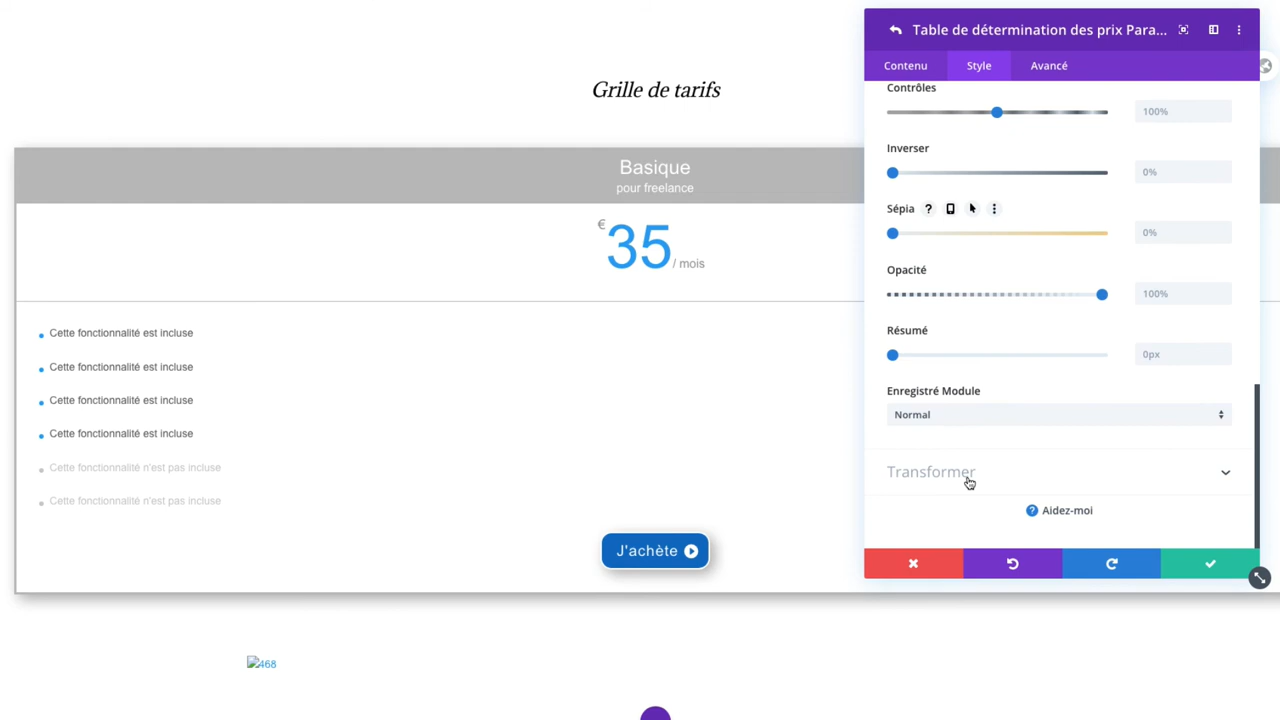 Grille de tarifs
Basique
pour freelance
€
35
/ mois
Cette fonctionnalité est incluse
Cette fonctionnalité est incluse
Cette fonctionnalité est incluse
Cette fonctionnalité est incluse
Cette fonctionnalité n'est pas incluse
Cette fonctionnalité n'est pas incluse
J'achète
468
Table de détermination des prix Para...
Contenu
Style
Avancé
Contrôles
100%
Inverser
0%
Sépia ?
0%
Opacité
100%
Résumé
0px
Enregistré Module
Normal
Transformer
? Aidez-moi